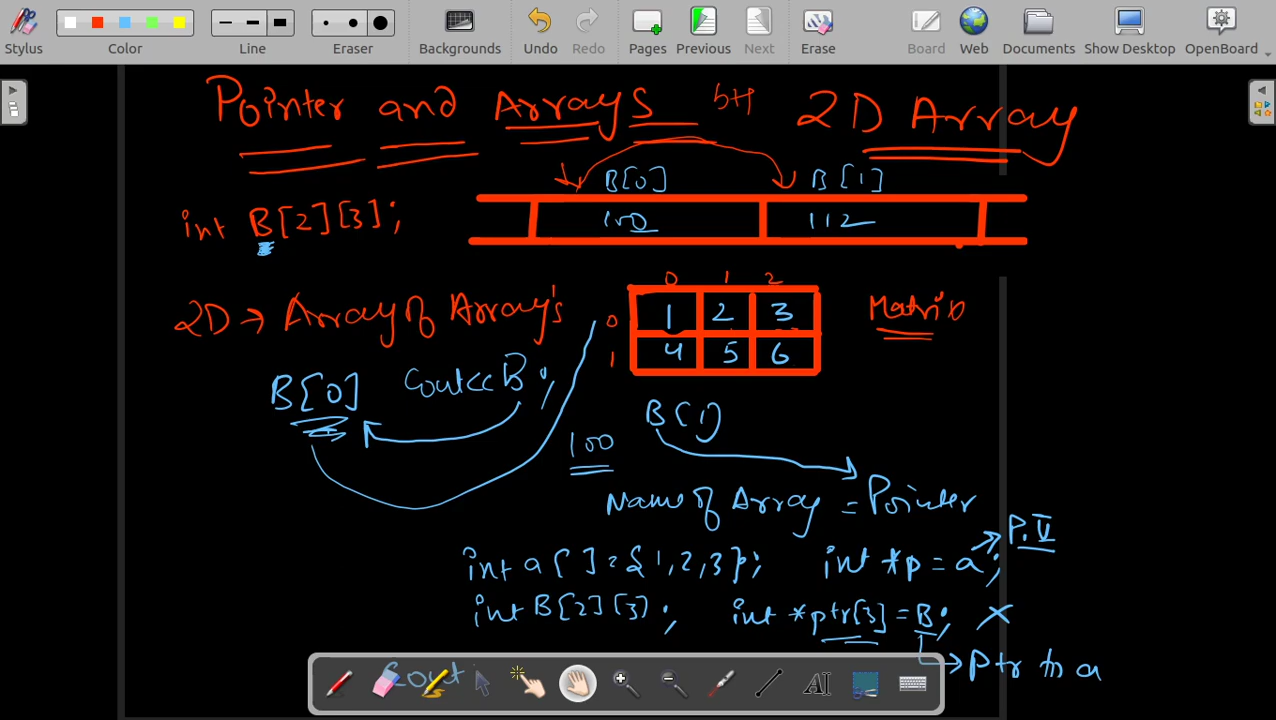 Stylus Color Line Eraser Backgrounds Undo Redo Pages Previous Next Erase Board Web Documents Show Desktop OpenBoard
Pointer and Arrays 2D Array
B[0] B[1]
int B[2][3]; 100 112
0 1 2
2D → Array of Array's 0 1 2 3 Matrix
1 4 5 6
B[0] Cout<<B;
B[1]
100
Name of Array = Pointer
P.V
int a[]={1,2,3}; int *p = a;
int B[2][3]; int *ptr[3] = B; X
Cout AI Ptr to a